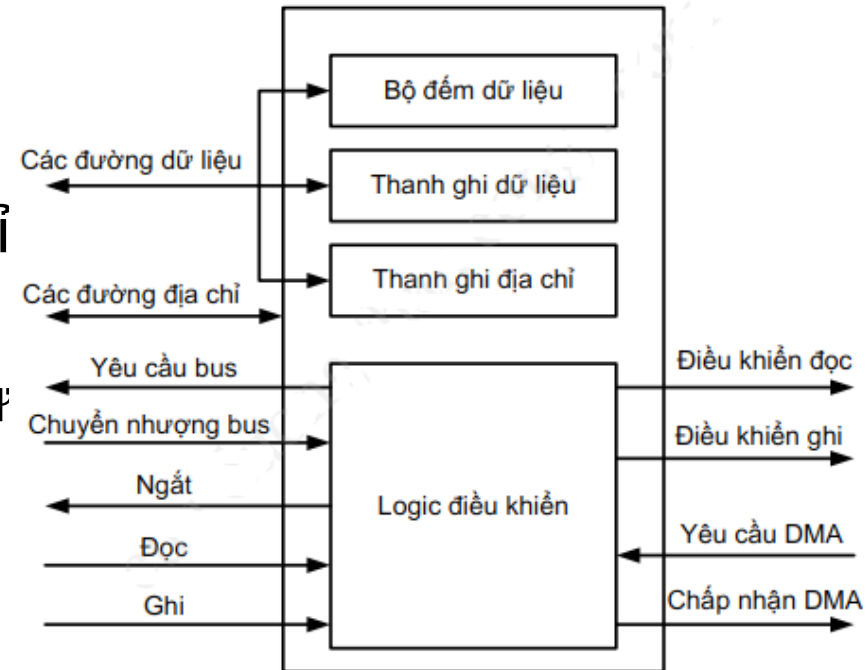 Bộ đếm dữ liệu
Các đường dữ liệu
Thanh ghi dữ liệu
Thanh ghi địa chỉ
Các đường địa chỉ
Yêu cầu bus
Chuyển nhượng bus
Ngắt
Đọc
Ghi
Logic điều khiển
Điều khiển đọc
Điều khiển ghi
Yêu cầu DMA
Chấp nhận DMA